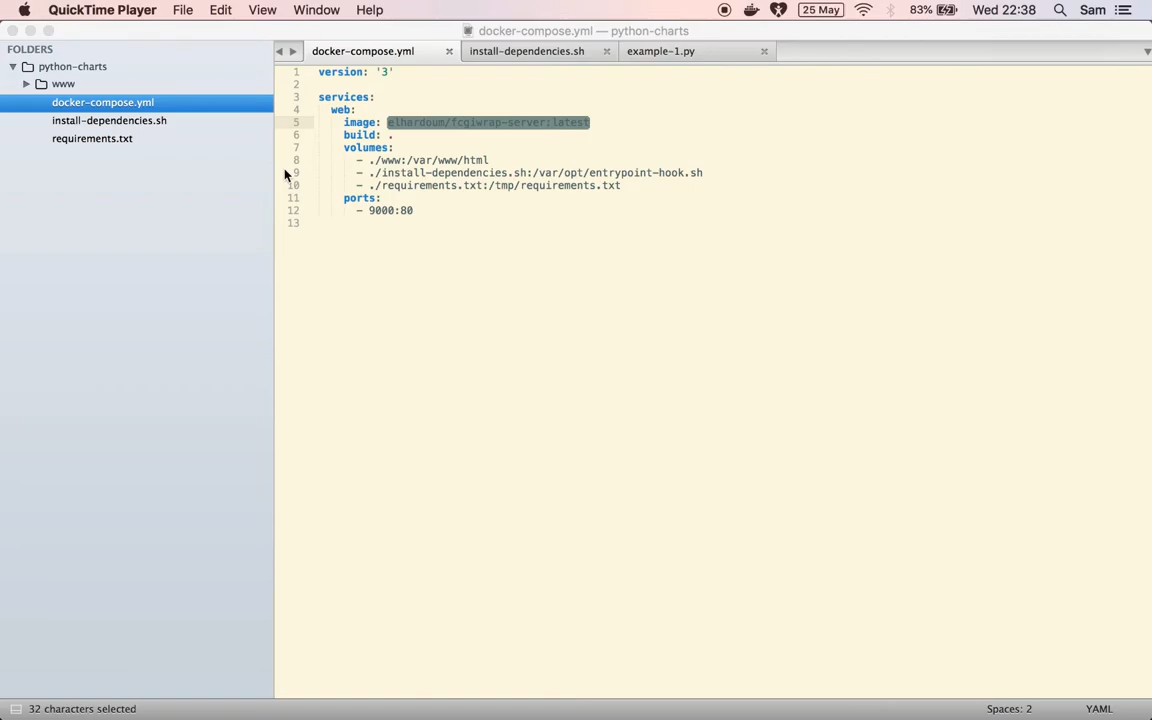 QuickTime Player File Edit View Window Help 25 May 83% Wed 22:38 Sam
docker-compose.yml — python-charts
FOLDERS
python-charts
www
docker-compose.yml
install-dependencies.sh
requirements.txt
docker-compose.yml install-dependencies.sh example-1.py
1 version: '3'
2
3 services:
4 web:
5 image: elhardoum/fcgiwrap-server:latest
6 build: .
7 volumes:
8 - ./www:/var/www/html
9 - ./install-dependencies.sh:/var/opt/entrypoint-hook.sh
10 - ./requirements.txt:/tmp/requirements.txt
11 ports:
12 - 9000:80
13
32 characters selected Spaces: 2 YAML